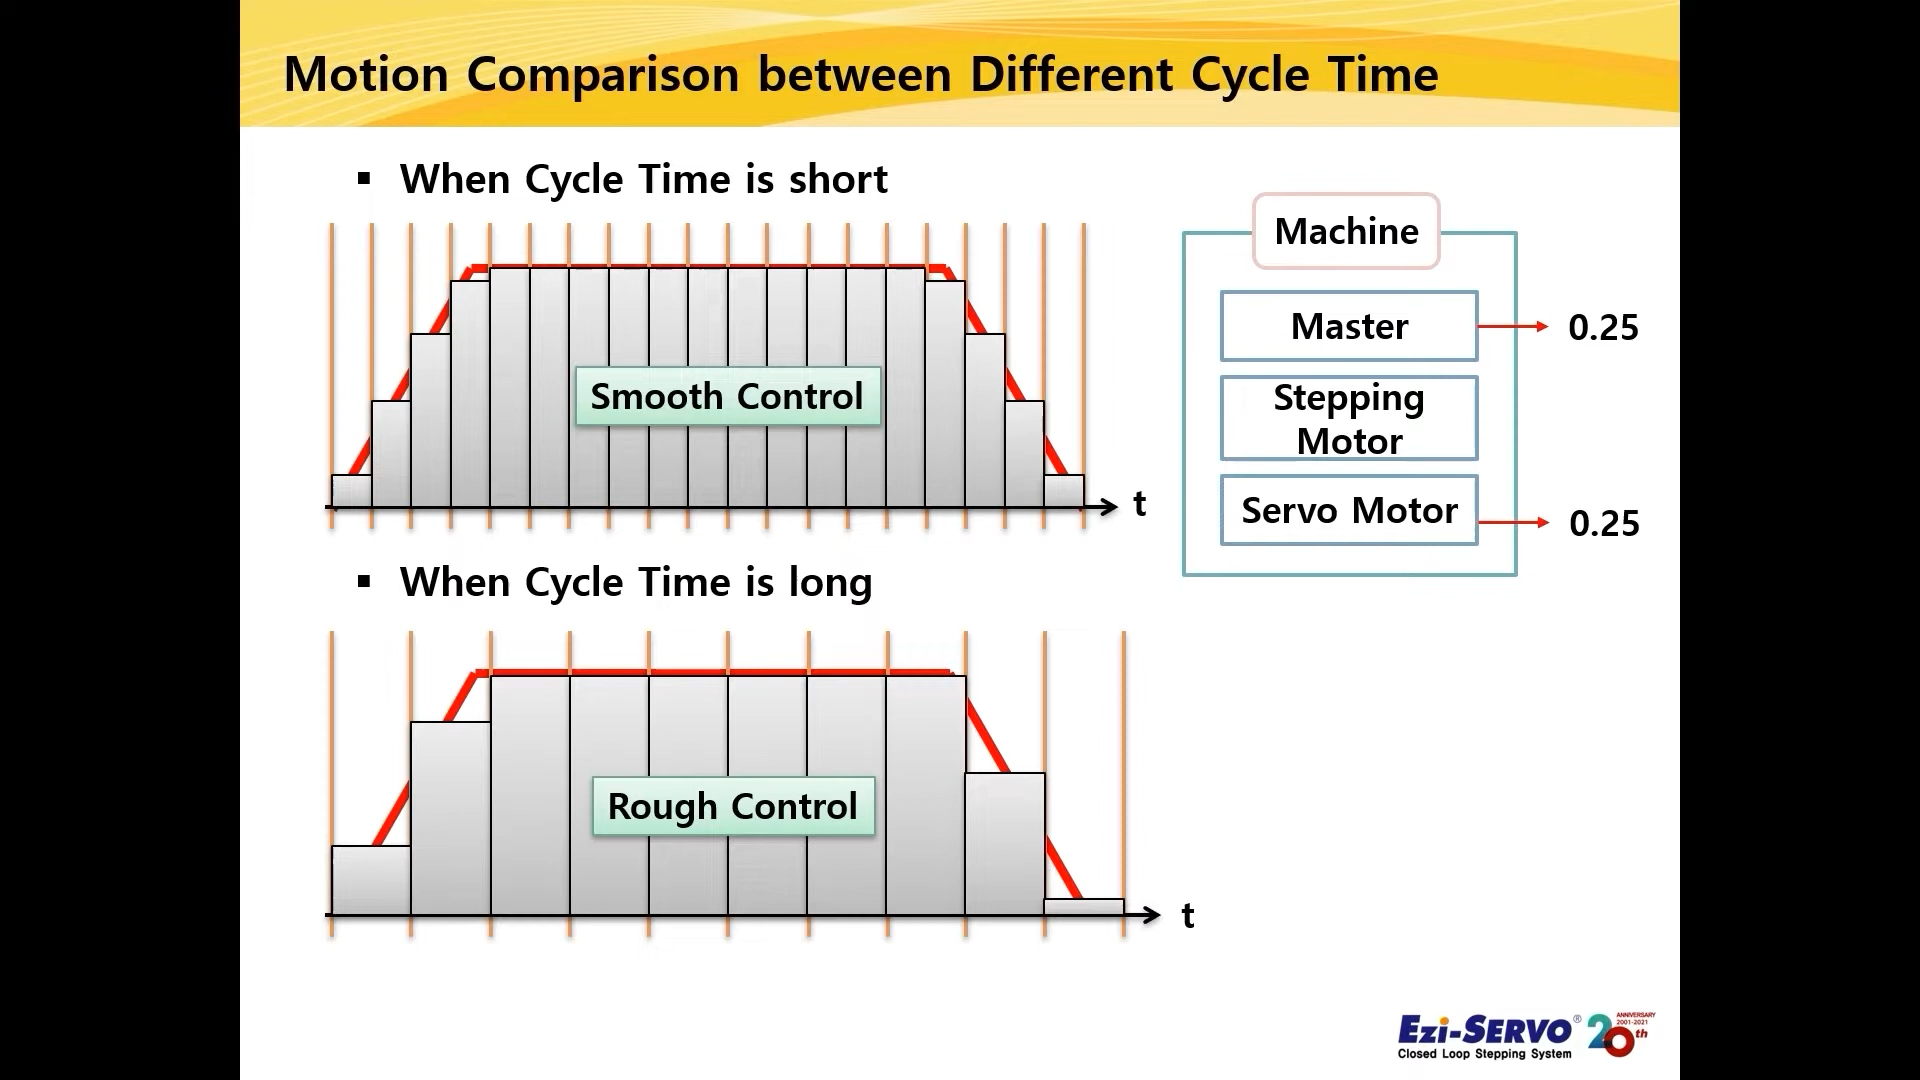 Motion Comparison between Different Cycle Time
▪ When Cycle Time is short
Smooth Control
t
Machine
Master
0.25
Stepping
Motor
Servo Motor
0.25
▪ When Cycle Time is long
Rough Control
t
Ezi-SERVO®
Closed Loop Stepping System
20th
ANNIVERSARY
2001-2021